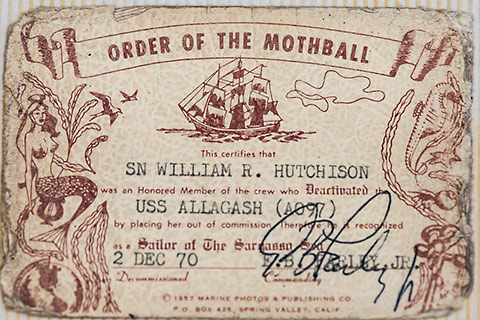 ORDER OF THE MOTHBALL
This certifies that
SN WILLIAM R. HUTCHISON
was an Honored Member of the crew who Deactivated the
USS ALLAGASH (AO97)
by placing her out of commission. Therefore he is recognized
as a Sailor of The Sargasso Sea
2 DEC 70 JR.
Decommissioned Commanding
© 1957 MARINE PHOTOS & PUBLISHING CO.
P.O. BOX 425, SPRING VALLEY, CALIF.